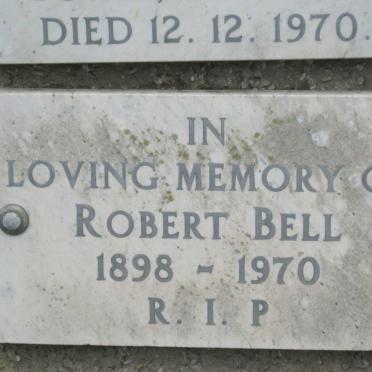 DIED 12. 12. 1970.
IN
LOVING MEMORY O
ROBERT BELL
1898 - 1970
R. I. P